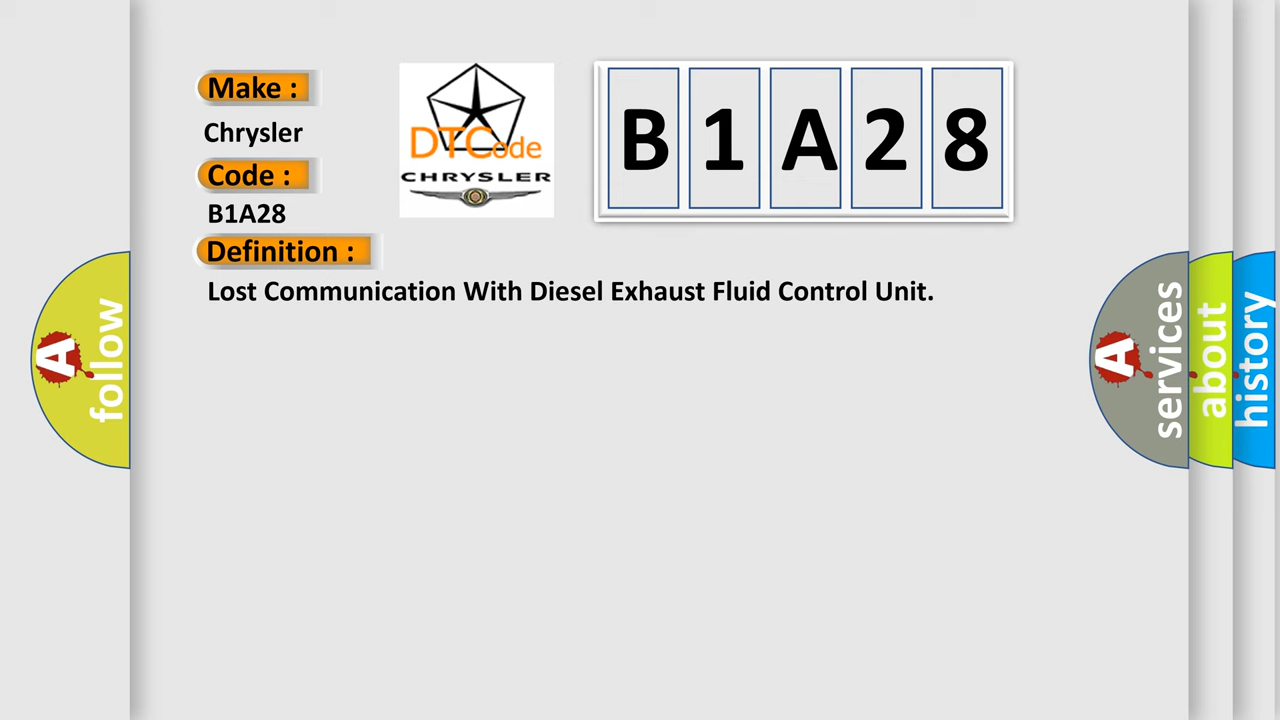 Make :
Chrysler
Code :
B1A28
Definition :
Lost Communication With Diesel Exhaust Fluid Control Unit.
DTCode
CHRYSLER
B 1 A 2 8
A
follow
A
services
about
history